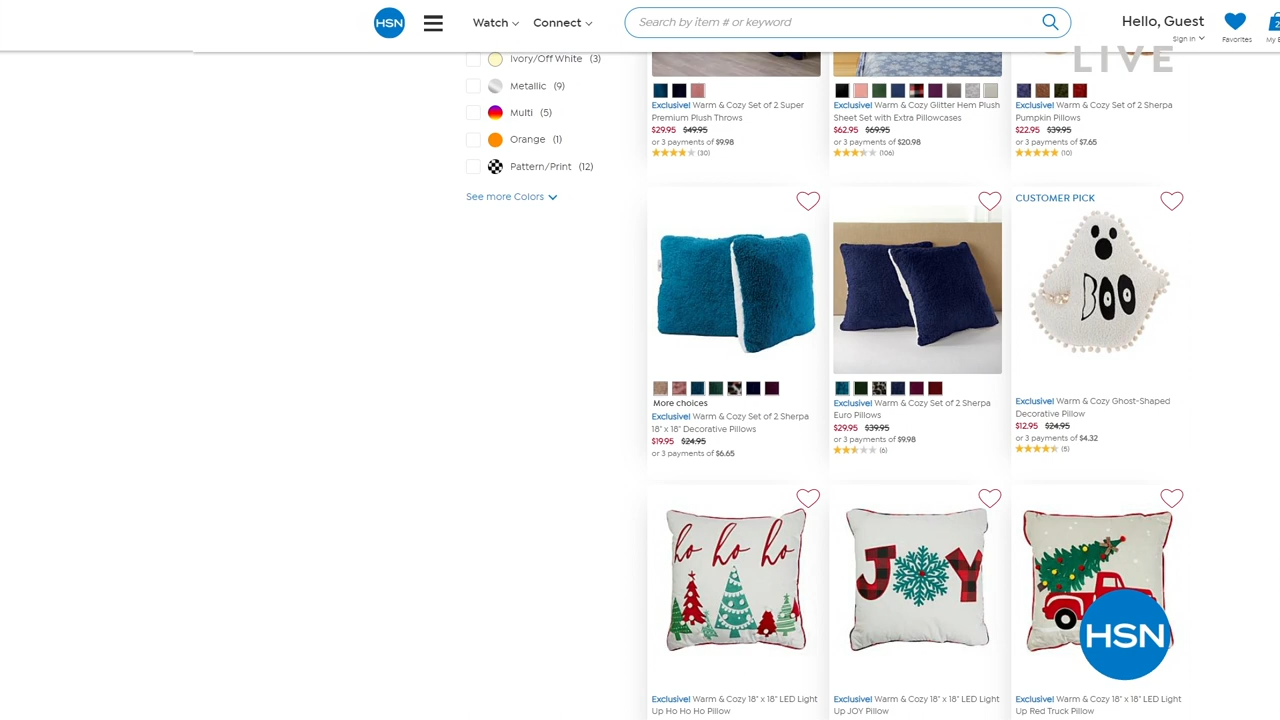 HSN
Watch
Connect
Search by item # or keyword
Hello, Guest
Sign In
Favorites
2
My
LIVE
Ivory/Off White (3)
Metallic (9)
Multi (5)
Orange (1)
Pattern/Print (12)
See more Colors
Exclusive! Warm & Cozy Set of 2 Super
Premium Plush Throws
$29.95 $49.95
or 3 payments of $9.98
(30)
Exclusive! Warm & Cozy Glitter Hem Plush
Sheet Set with Extra Pillowcases
$62.95 $69.95
or 3 payments of $20.98
(106)
Exclusive! Warm & Cozy Set of 2 Sherpa
Pumpkin Pillows
$22.95 $39.95
or 3 payments of $7.65
(10)
More choices
Exclusive! Warm & Cozy Set of 2 Sherpa
18" x 18" Decorative Pillows
$19.95 $24.95
or 3 payments of $6.65
Exclusive! Warm & Cozy Set of 2 Sherpa
Euro Pillows
$29.95 $39.95
or 3 payments of $9.98
(6)
CUSTOMER PICK
BOO
Exclusive! Warm & Cozy Ghost-Shaped
Decorative Pillow
$12.95 $24.95
or 3 payments of $4.32
(5)
ho ho ho
Exclusive! Warm & Cozy 18" x 18" LED Light
Up Ho Ho Ho Pillow
JOY
Exclusive! Warm & Cozy 18" x 18" LED Light
Up JOY Pillow
HSN
Exclusive! Warm & Cozy 18" x 18" LED Light
Up Red Truck Pillow